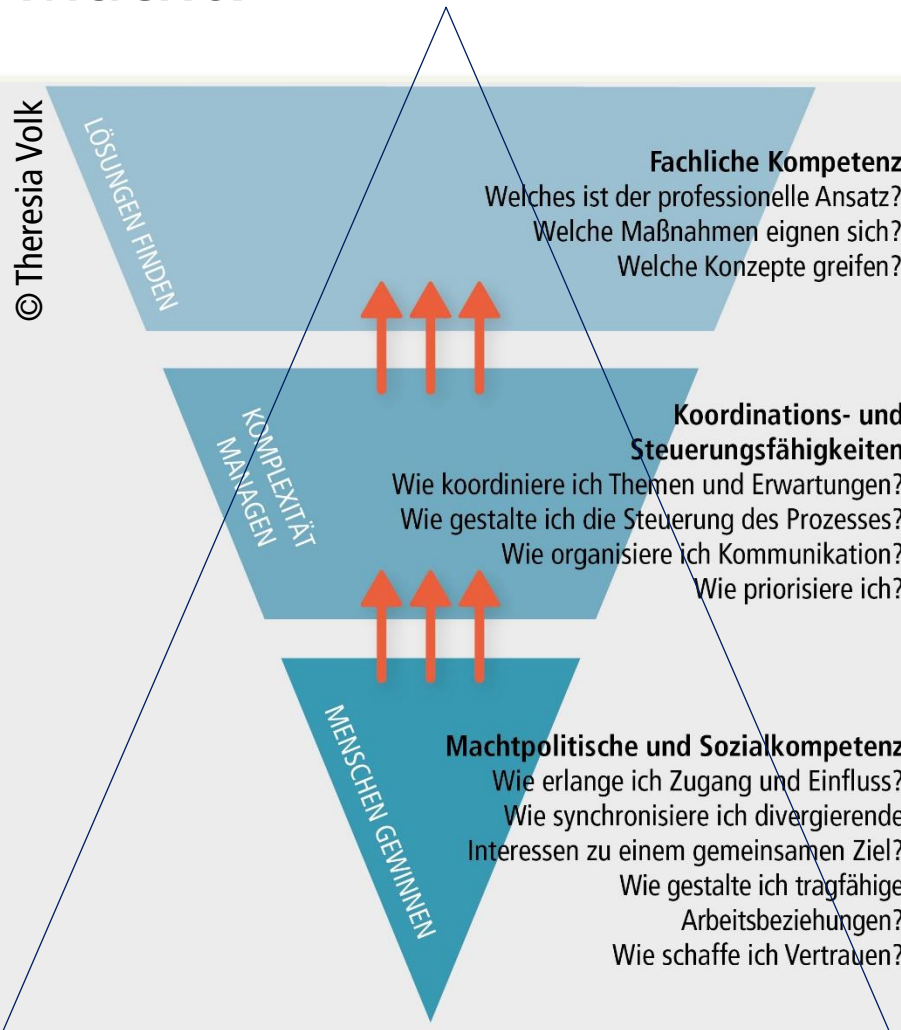 © Theresia Volk
LÖSUNGEN FINDEN
Fachliche Kompetenz
Welches ist der professionelle Ansatz?
Welche Maßnahmen eignen sich?
Welche Konzepte greifen?
KOMPLEXITÄT
MANAGEN
Koordinations- und
Steuerungsfähigkeiten
Wie koordiniere ich Themen und Erwartungen?
Wie gestalte ich die Steuerung des Prozesses?
Wie organisiere ich Kommunikation?
Wie priorisiere ich?
MENSCHEN GEWINNEN
Machtpolitische und Sozialkompetenz
Wie erlange ich Zugang und Einfluss?
Wie synchronisiere ich divergierende
Interessen zu einem gemeinsamen Ziel?
Wie gestalte ich tragfähige
Arbeitsbeziehungen?
Wie schaffe ich Vertrauen?